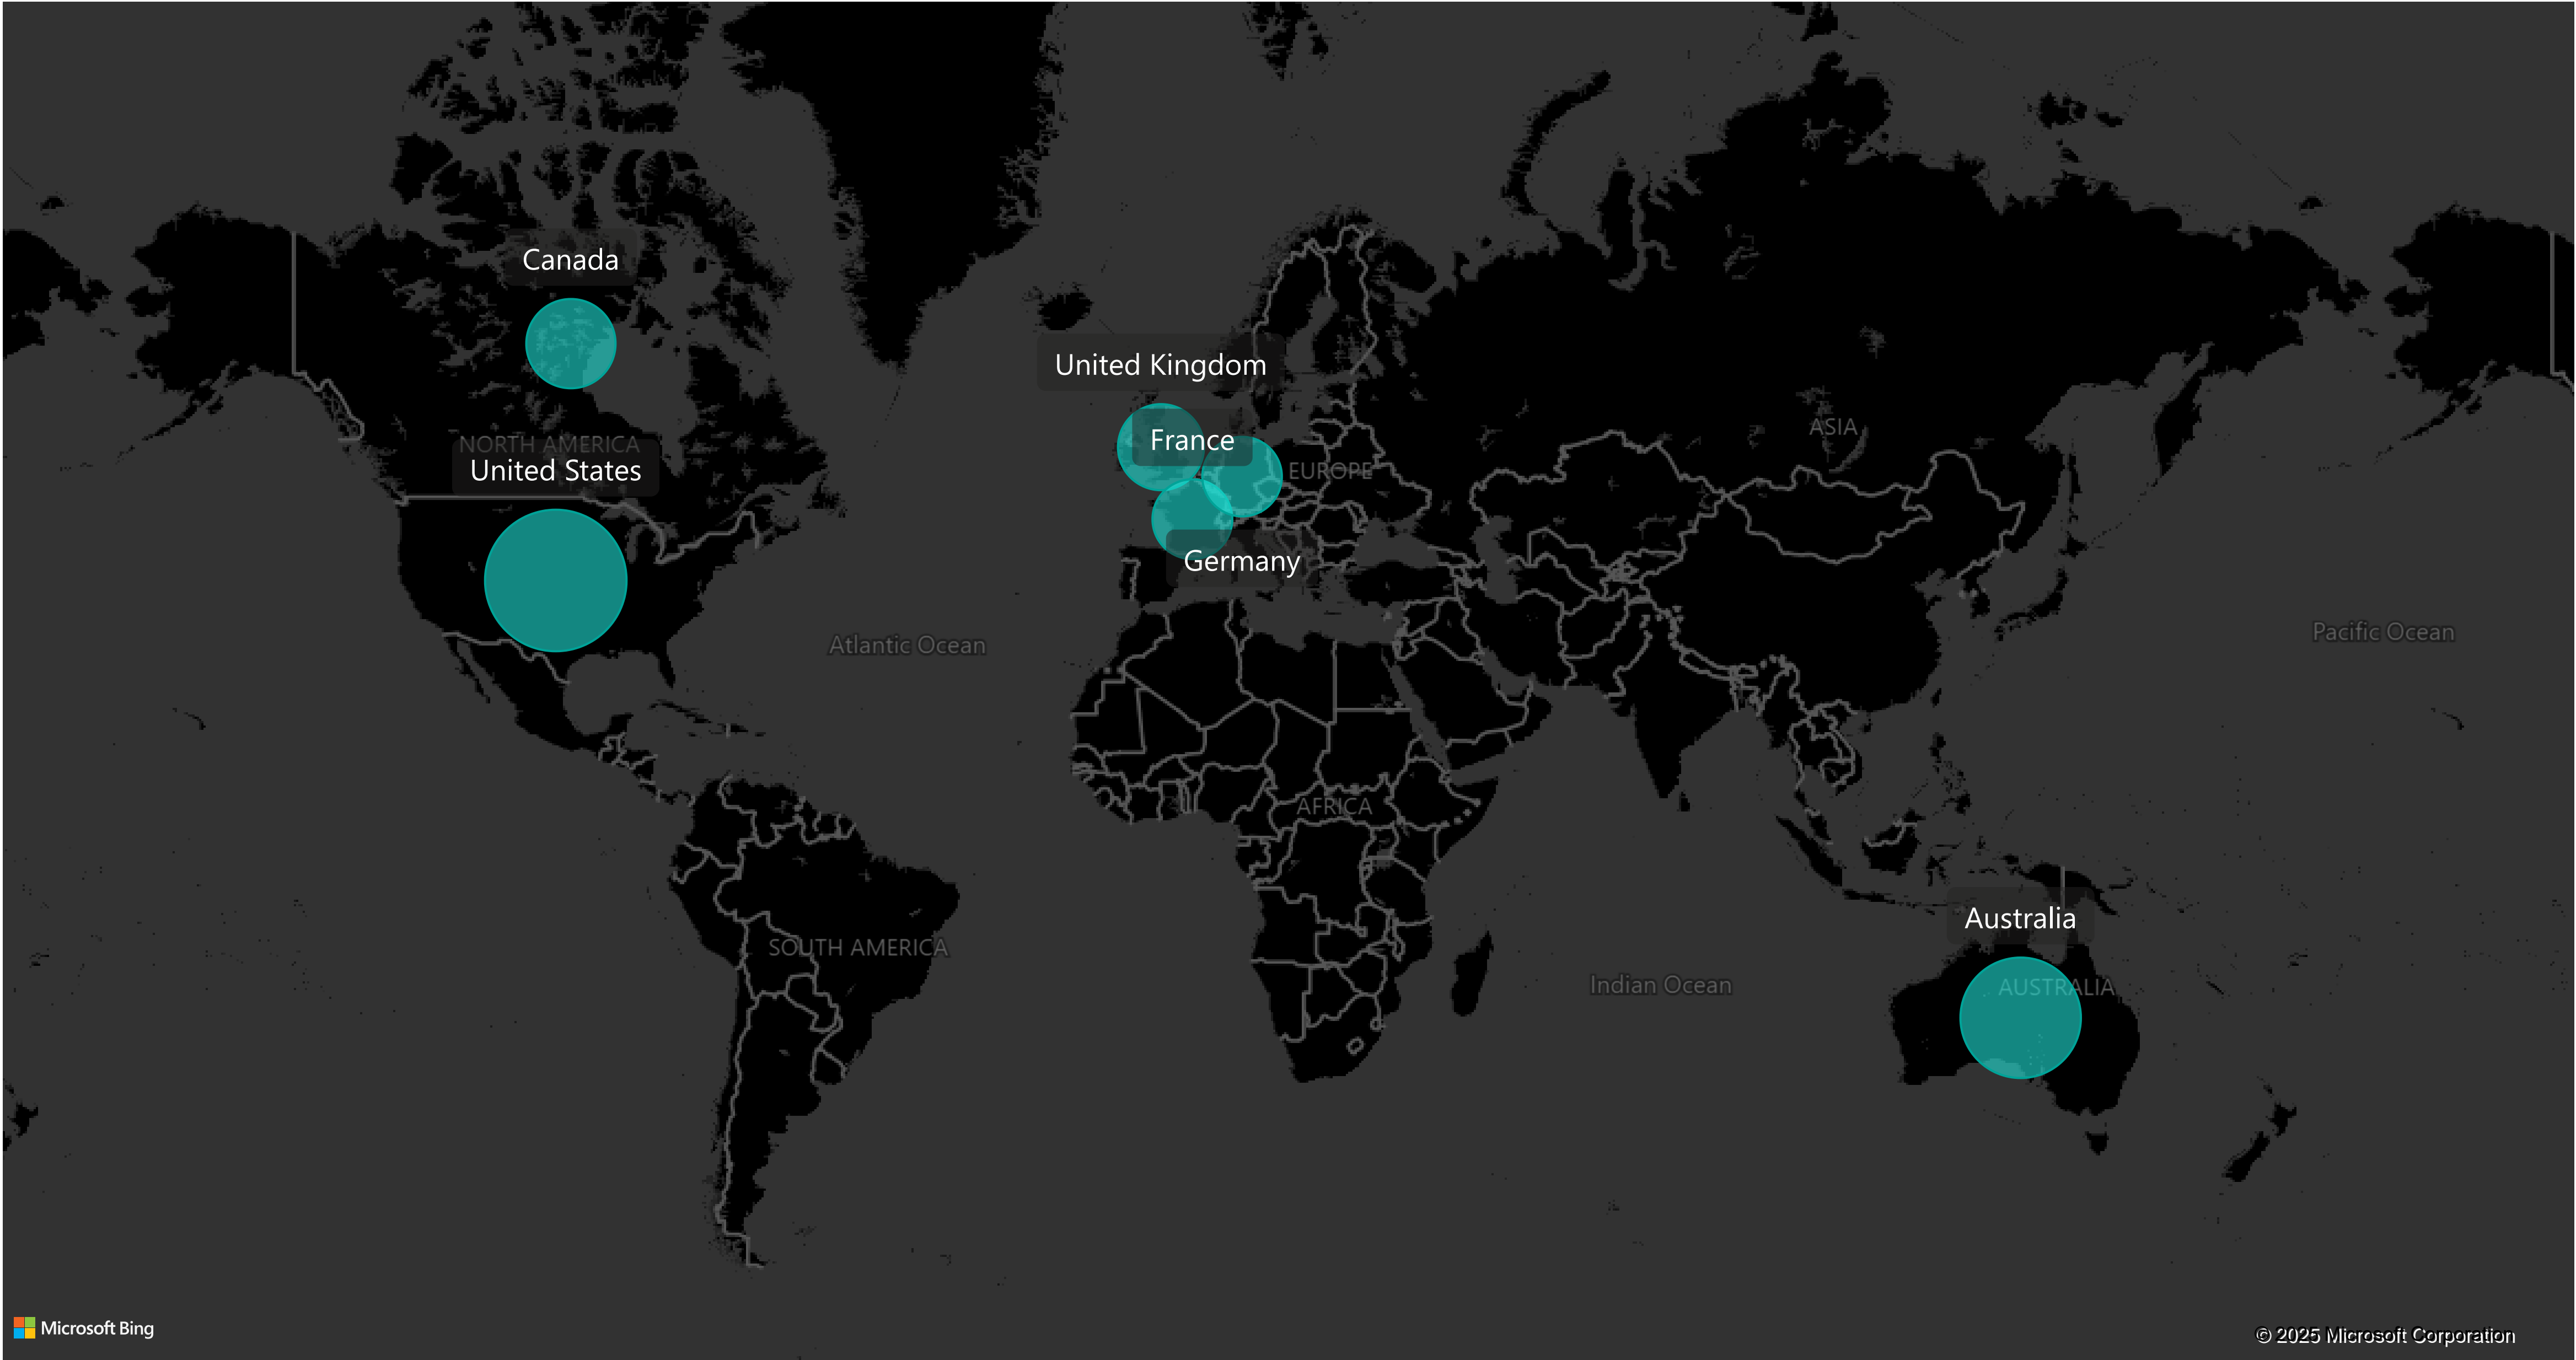 Canada
United Kingdom
ASIA
France
NORTH AMERICA
United States
EUROPE
Germany
Pacific Ocean
Atlantic Ocean
AFRICA
Australia
SOUTH AMERICA
Indian Ocean
AUSTRALIA
Microsoft Bing
© 2025 Microsoft Corporation